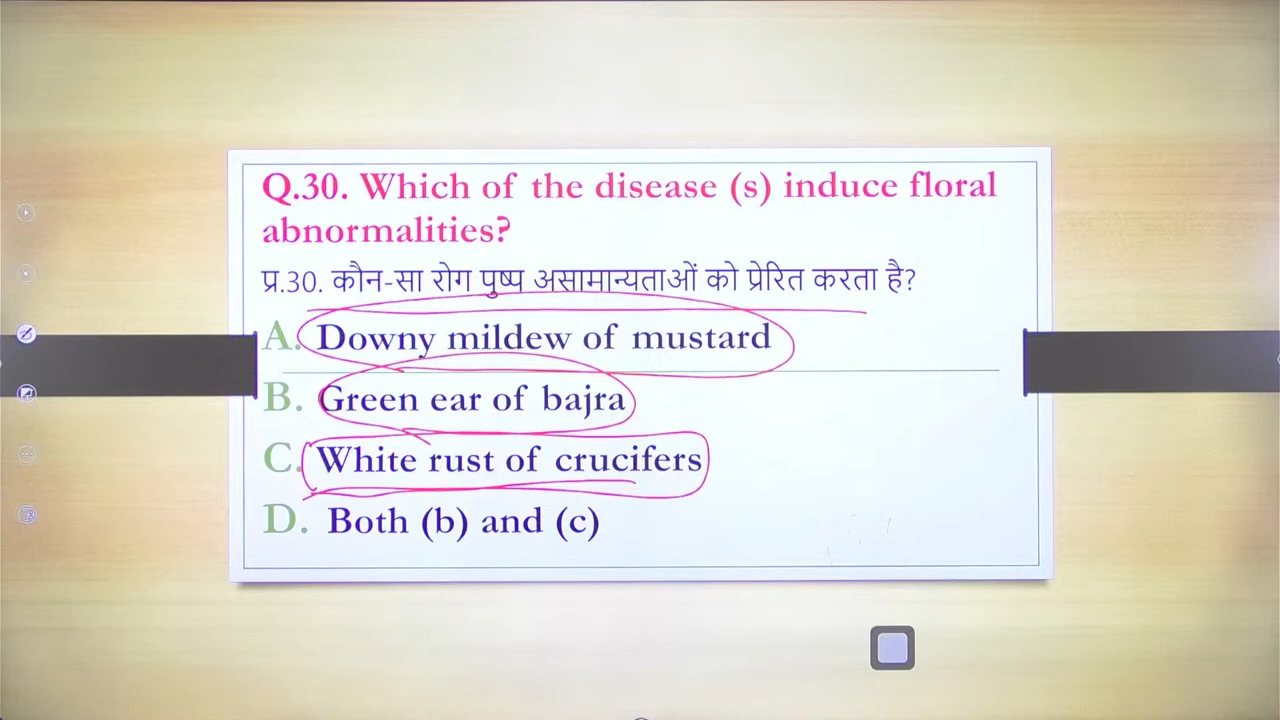 Q.30. Which of the disease (s) induce floral
abnormalities?
प्र.30. कौन-सा रोग पुष्प असामान्यताओं को प्रेरित करता है?
A. Downy mildew of mustard
B. Green ear of bajra
C. White rust of crucifers
D. Both (b) and (c)